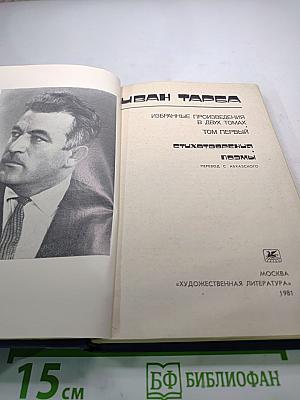 ИВАН ТАРБА
ИЗБРАННЫЕ ПРОИЗВЕДЕНИЯ
В ДВУХ ТОМАХ
ТОМ ПЕРВЫЙ
СТИХОТВОРЕНИЯ
ПОЭМЫ
ПЕРЕВОД С АБХАЗСКОГО
МОСКВА
«ХУДОЖЕСТВЕННАЯ ЛИТЕРАТУРА»
1981
15 СМ
БФ БИБЛИОФАН